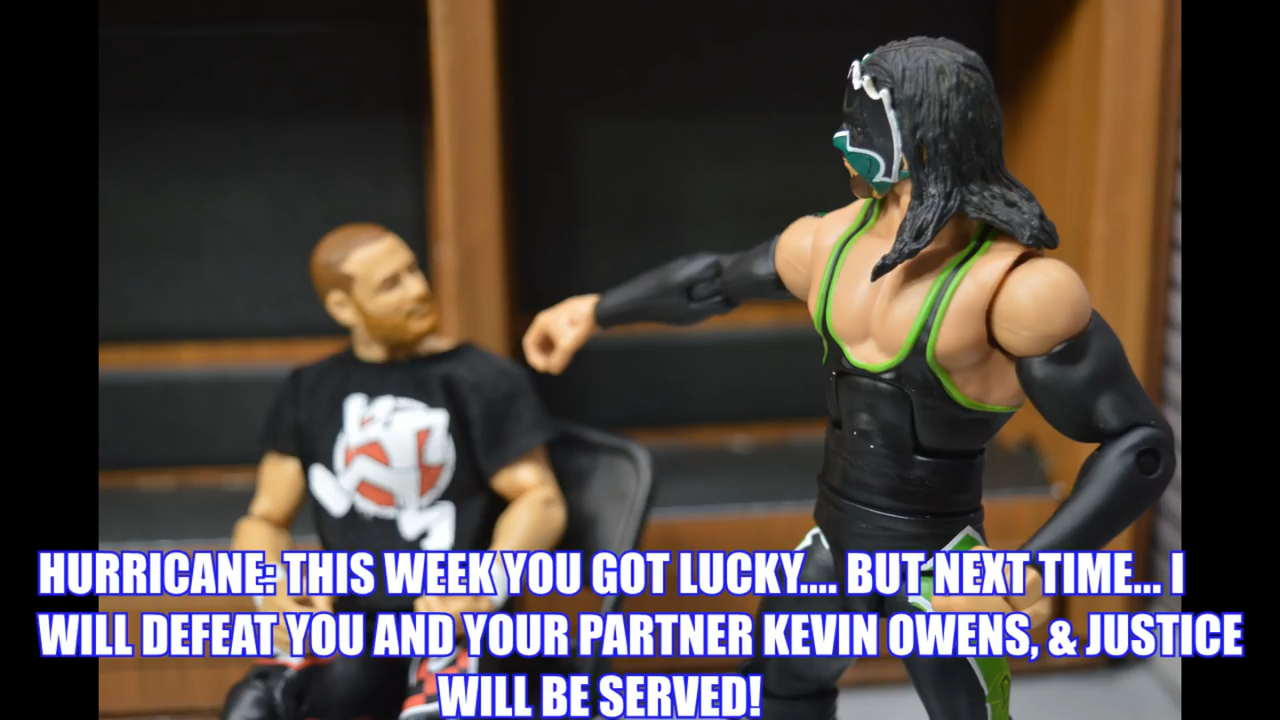 HURRICANE: THIS WEEK YOU GOT LUCKY.... BUT NEXT TIME... I
WILL DEFEAT YOU AND YOUR PARTNER KEVIN OWENS, & JUSTICE
WILL BE SERVED!